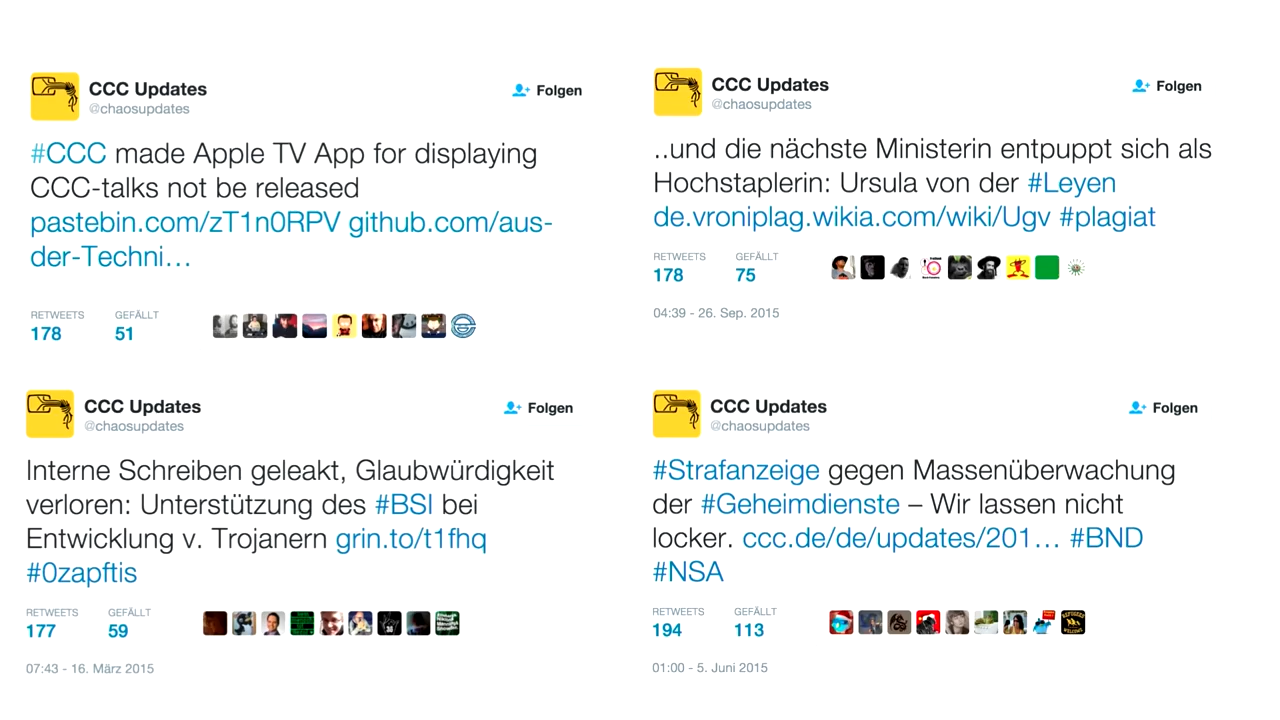 CCC Updates
@chaosupdates
Folgen
#CCC made Apple TV App for displaying
CCC-talks not be released
pastebin.com/zT1n0RPV github.com/aus-
der-Techni…
RETWEETS
178
GEFÄLLT
51
CCC Updates
@chaosupdates
Folgen
..und die nächste Ministerin entpuppt sich als
Hochstaplerin: Ursula von der #Leyen
de.vroniplag.wikia.com/wiki/Ugv #plagiat
RETWEETS
178
GEFÄLLT
75
04:39 - 26. Sep. 2015
CCC Updates
@chaosupdates
Folgen
Interne Schreiben geleakt, Glaubwürdigkeit
verloren: Unterstützung des #BSI bei
Entwicklung v. Trojanern grin.to/t1fhq
#0zapftis
RETWEETS
177
GEFÄLLT
59
07:43 - 16. März 2015
CCC Updates
@chaosupdates
Folgen
#Strafanzeige gegen Massenüberwachung
der #Geheimdienste – Wir lassen nicht
locker. ccc.de/de/updates/201… #BND
#NSA
RETWEETS
194
GEFÄLLT
113
01:00 - 5. Juni 2015